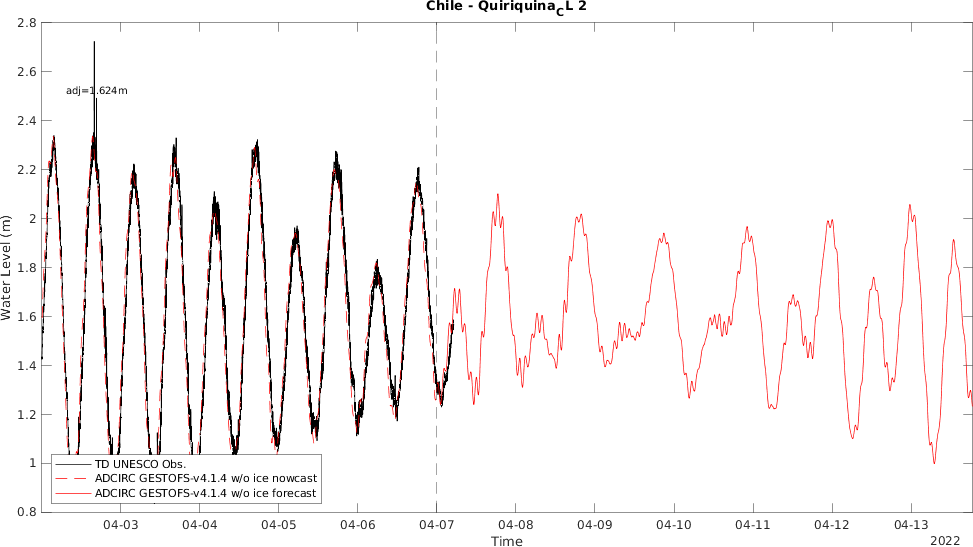 Chile - Quiriquina_CL 2
2.8
2.6
adj=1.624m
2.4
2.2
2
1.8
1.6
1.4
1.2
1
0.8
Water Level (m)
TD UNESCO Obs.
ADCIRC GESTOFS-v4.1.4 w/o ice nowcast
ADCIRC GESTOFS-v4.1.4 w/o ice forecast
04-03 04-04 04-05 04-06 04-07 04-08 04-09 04-10 04-11 04-12 04-13
Time
2022